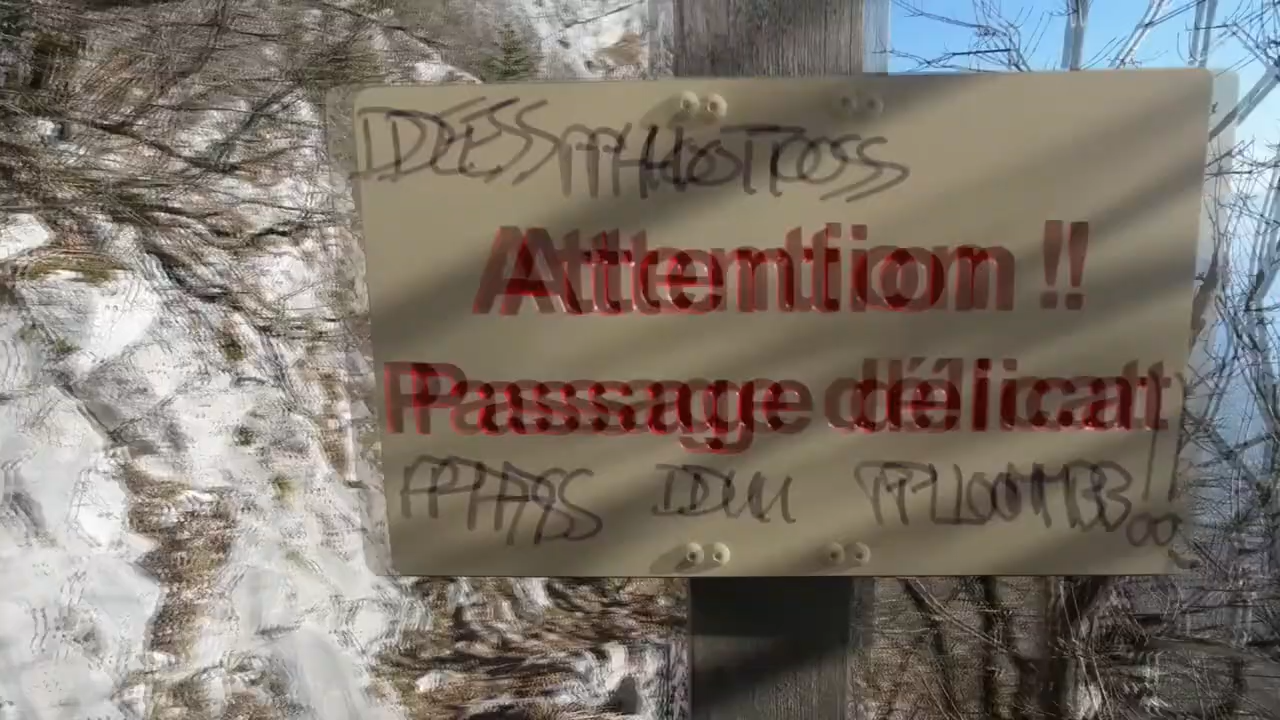 DES PHOTOS
Attention !!
Passage délicat
PAS DU PLOMB!